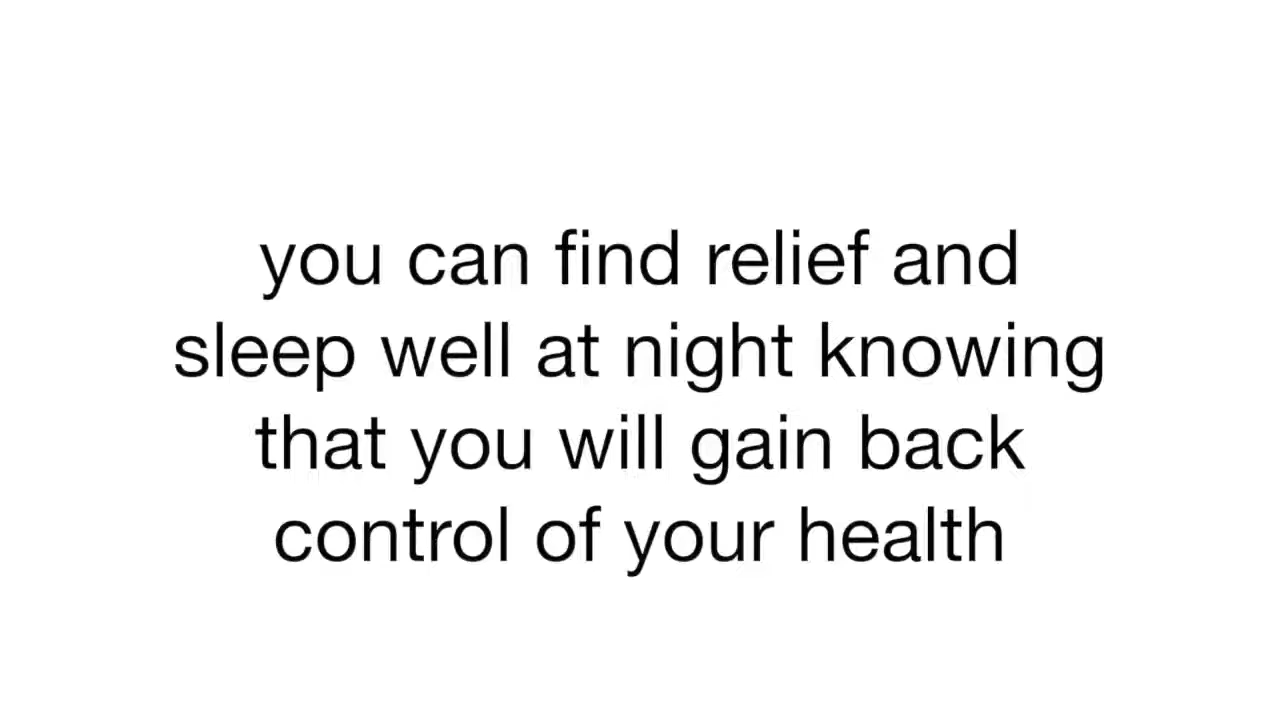 you can find relief and
sleep well at night knowing
that you will gain back
control of your health